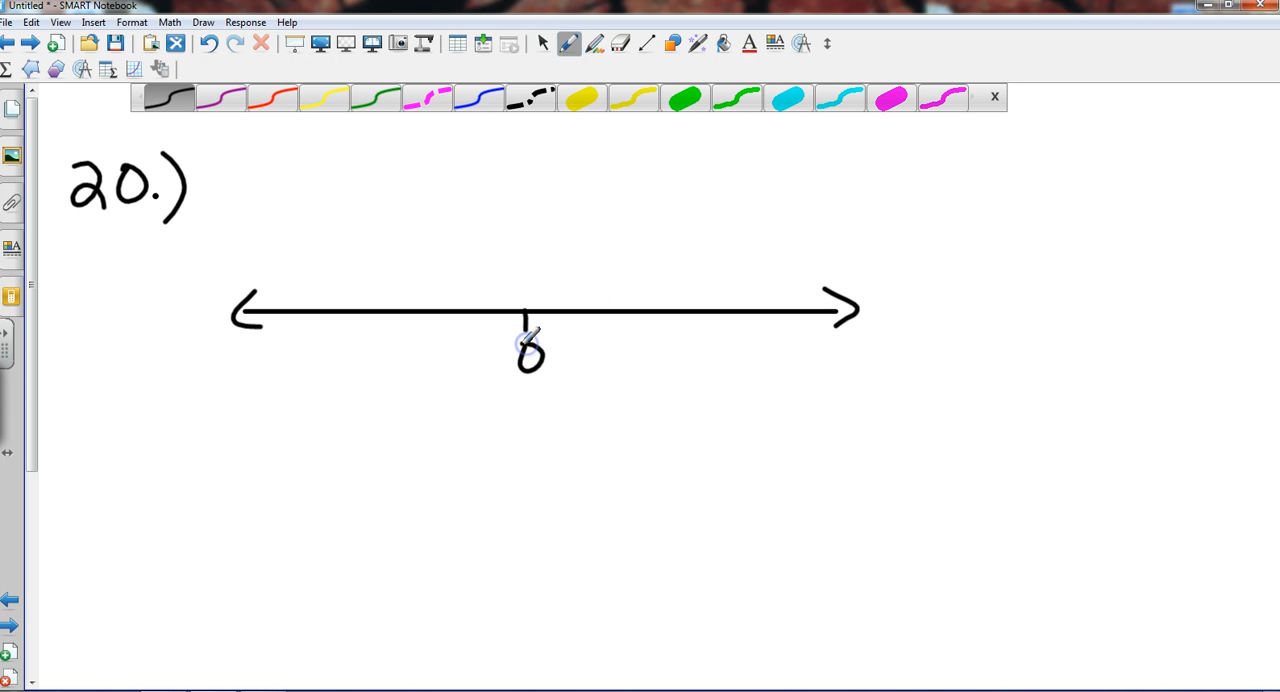 Untitled * - SMART Notebook
File Edit View Insert Format Math Draw Response Help
20.)
0